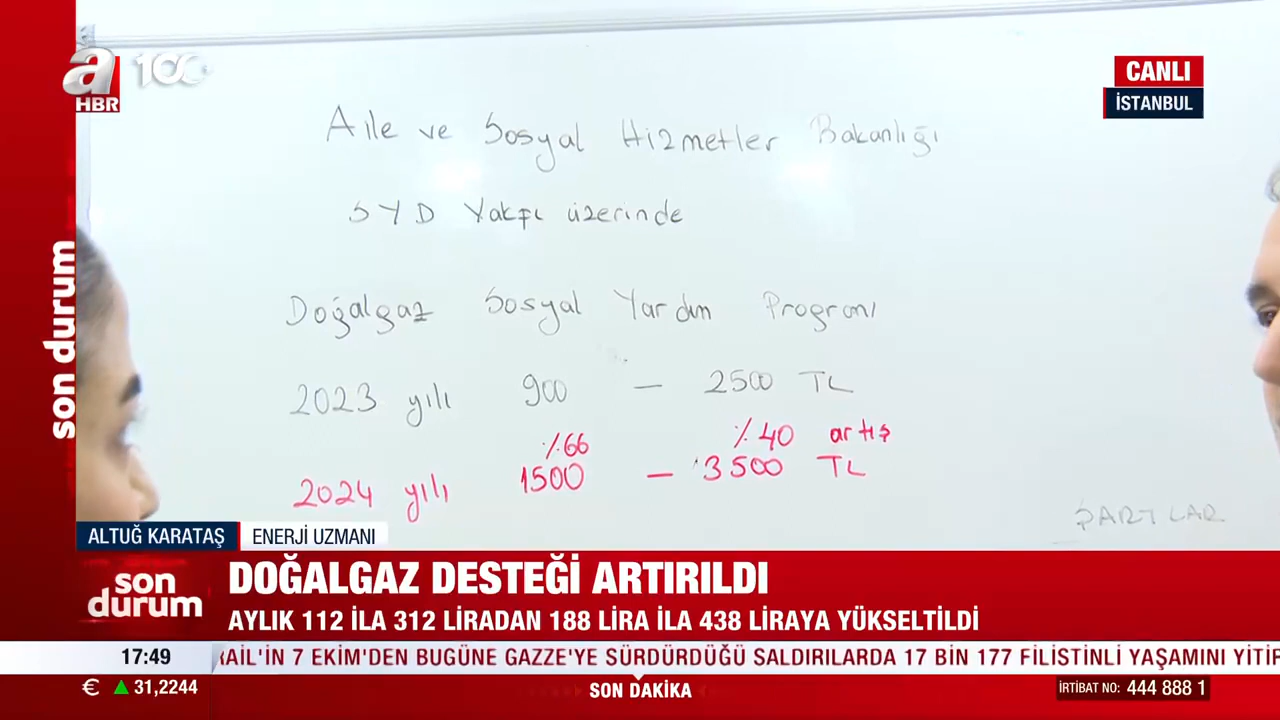 a
HBR
100
CANLI
İSTANBUL
son durum
Aile ve Sosyal Hizmetler Bakanlığı
SYD Vakfı üzerinde
Doğalgaz Sosyal Yardım Programı
2023 yılı 900 – 2500 TL
%66 %40 artış
2024 yılı 1500 – 3500 TL
ŞARTLAR
ALTUĞ KARATAŞ ENERJİ UZMANI
son durum
DOĞALGAZ DESTEĞİ ARTIRILDI
AYLIK 112 İLA 312 LİRADAN 188 LİRA İLA 438 LİRAYA YÜKSELTİLDİ
17:49 RAİL'İN 7 EKİM'DEN BUGÜNE GAZZE'YE SÜRDÜRDÜĞÜ SALDIRILARDA 17 BİN 177 FİLİSTİNLİ YAŞAMINI YİTİR
€ ▲ 31,2244 SON DAKİKA İRTİBAT NO: 444 888 1